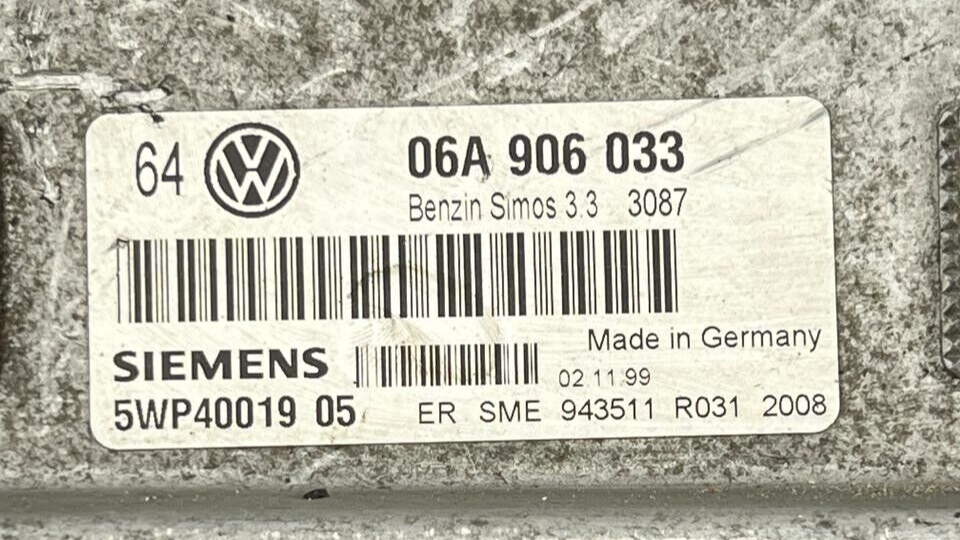 64 VW 06A 906 033
Benzin Simos 3.3 3087
Made in Germany
SIEMENS
02.11.99
5WP40019 05 ER SME 943511 R031 2008